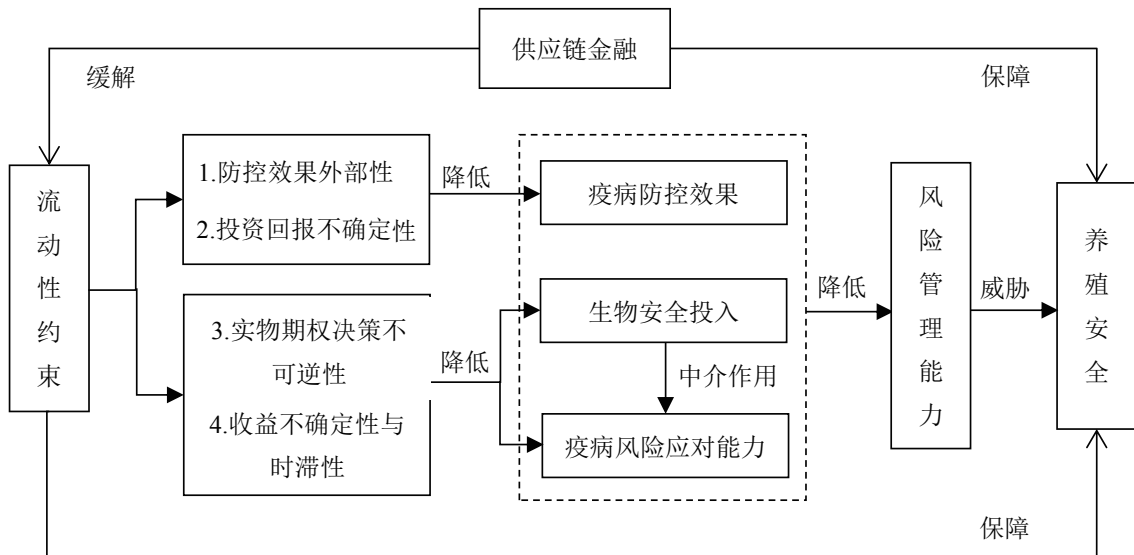 供应链金融
缓解
保障
流动性约束
1.防控效果外部性
2.投资回报不确定性
降低
疫病防控效果
3.实物期权决策不
可逆性
4.收益不确定性与
时滞性
降低
生物安全投入
中介作用
疫病风险应对能力
降低
风险管理能力
威胁
养殖安全
保障